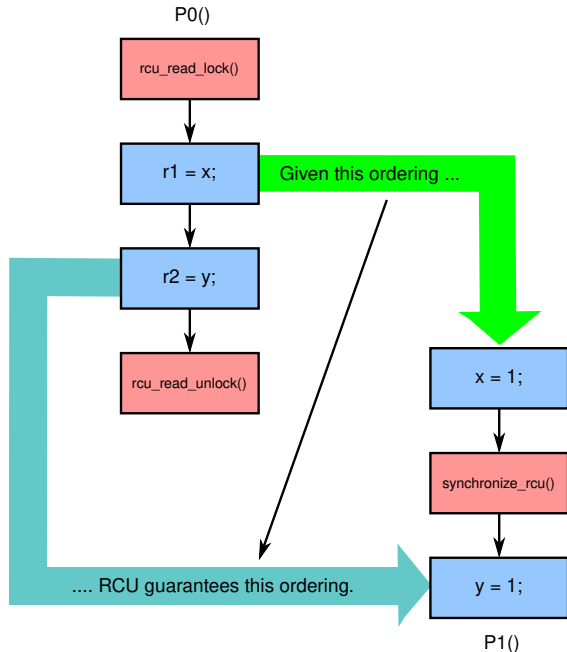 P0()
rcu_read_lock()
r1 = x;
Given this ordering ...
r2 = y;
rcu_read_unlock()
x = 1;
synchronize_rcu()
.... RCU guarantees this ordering.
y = 1;
P1()